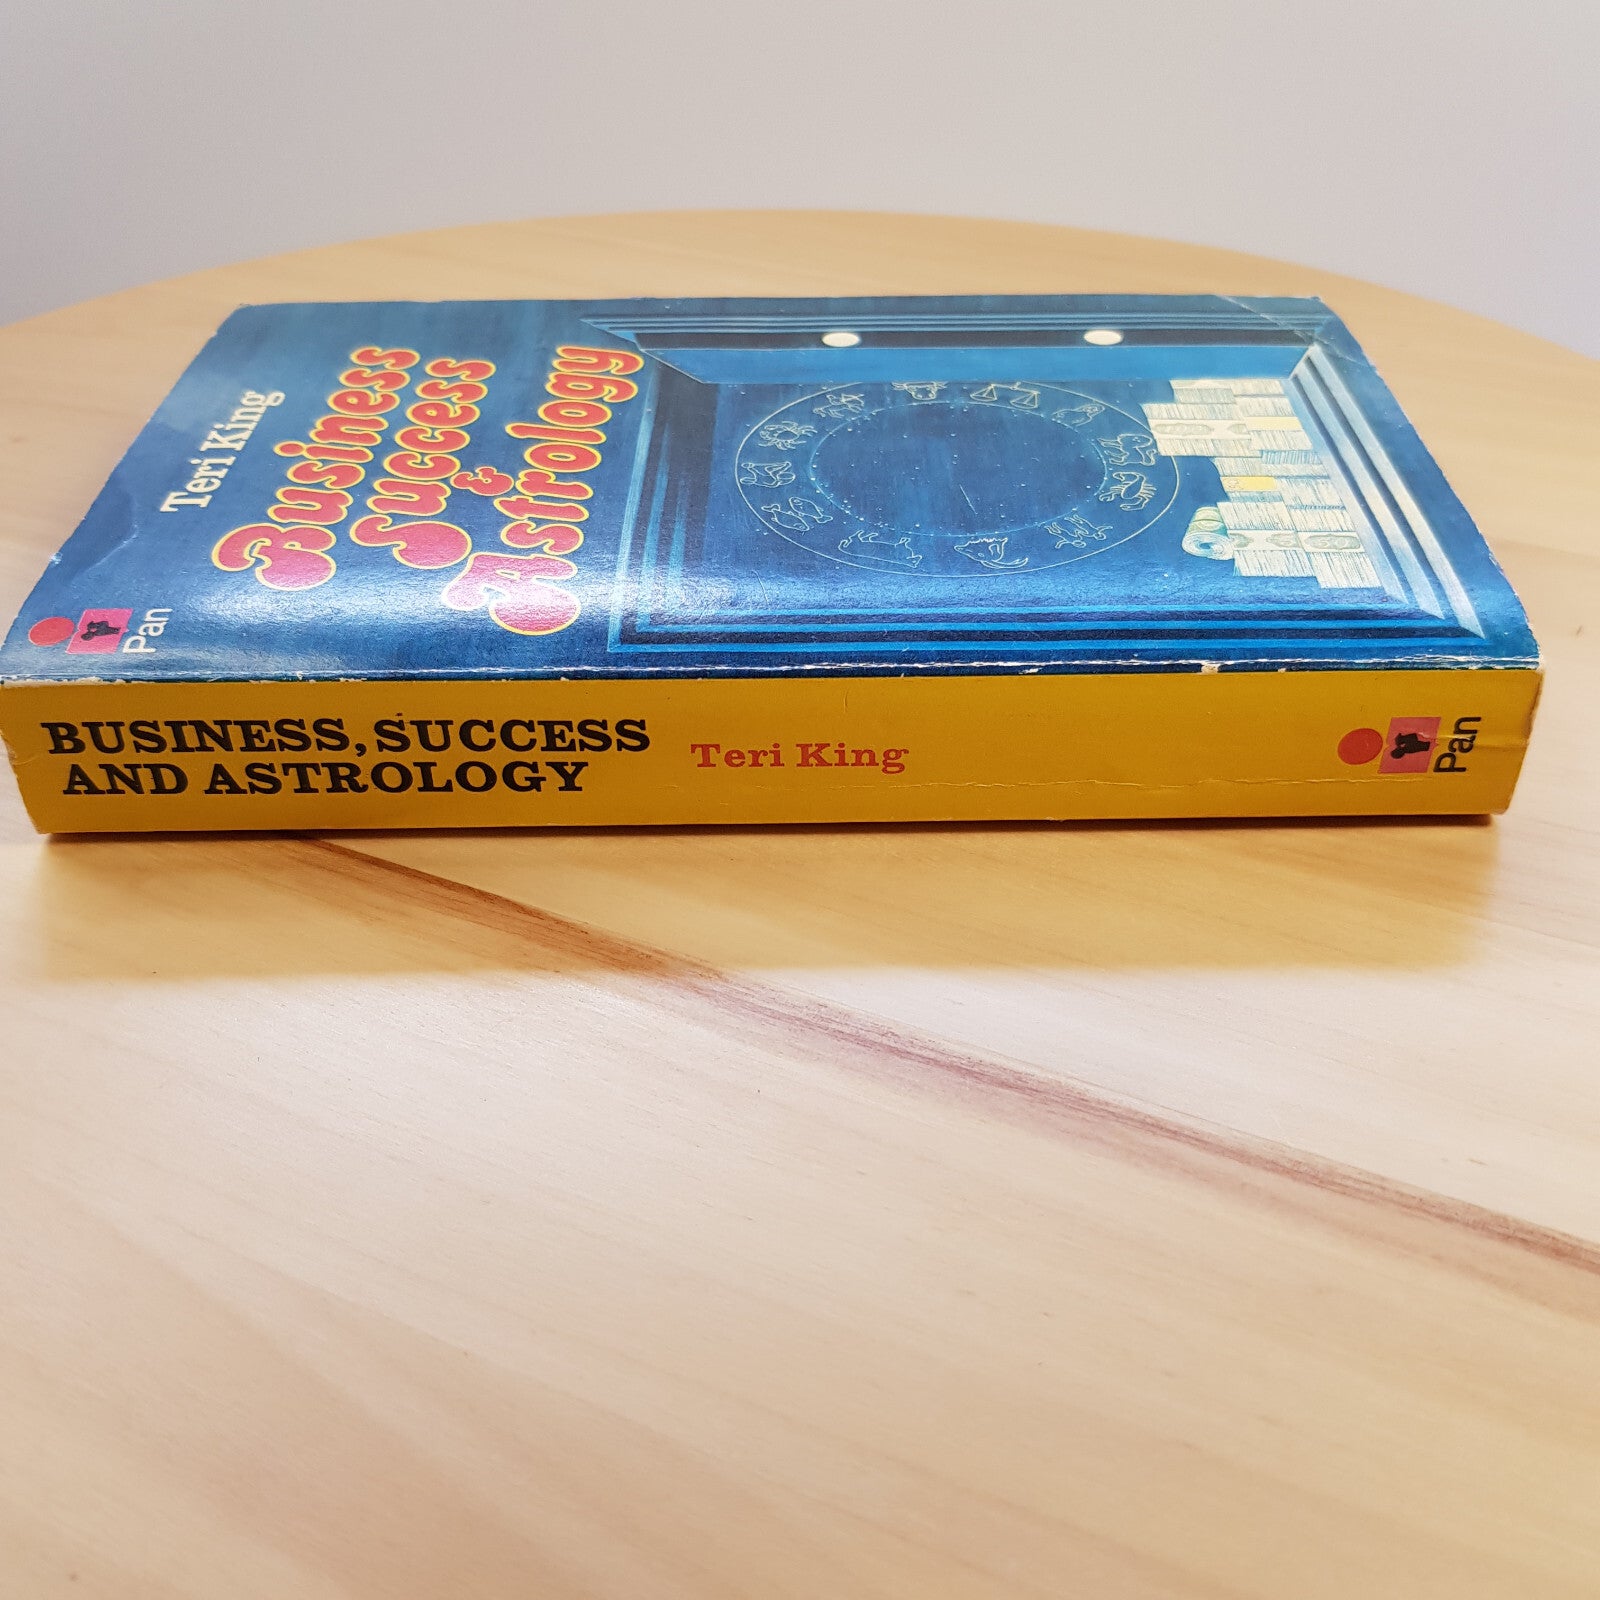 Teri King
Business
Success
&
Astrology
Pan
BUSINESS, SUCCESS
AND ASTROLOGY
Teri King
Pan